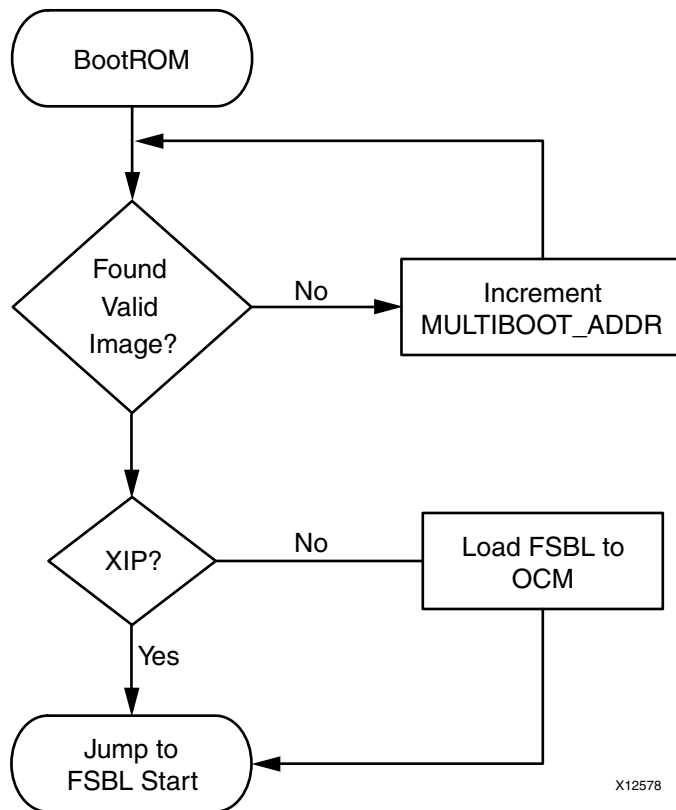 BootROM
Found
Valid
Image?
No
Increment
MULTIBOOT_ADDR
XIP?
No
Load FSBL to
OCM
Yes
Jump to
FSBL Start
X12578